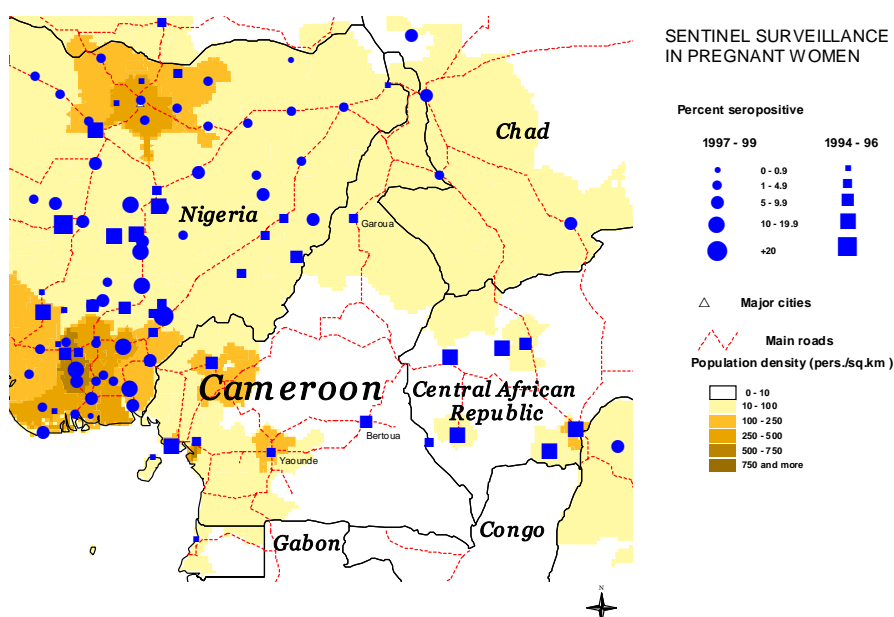 SENTINEL SURVEILLANCE
IN PREGNANT WOMEN
Percent seropositive
1997 - 99
1994 - 96
0 - 0.9
1 - 4.9
5 - 9.9
10 - 19.9
+20
Major cities
Main roads
Population density (pers./sq.km )
0 - 10
10 - 100
100 - 250
250 - 500
500 - 750
750 and more
Chad
Nigeria
Garoua
Cameroon
Central African
Republic
Bertoua
Yaounde
Congo
Gabon
N